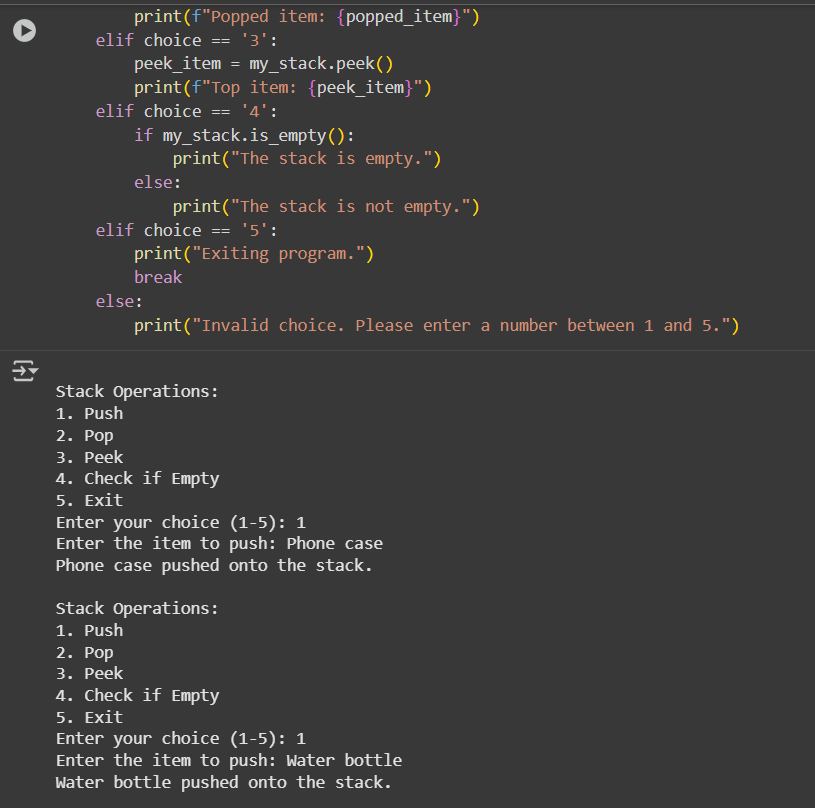 print(f"Popped item: {popped_item}")
elif choice == '3':
peek_item = my_stack.peek()
print(f"Top item: {peek_item}")
elif choice == '4':
if my_stack.is_empty():
print("The stack is empty.")
else:
print("The stack is not empty.")
elif choice == '5':
print("Exiting program.")
break
else:
print("Invalid choice. Please enter a number between 1 and 5.")
Stack Operations:
1. Push
2. Pop
3. Peek
4. Check if Empty
5. Exit
Enter your choice (1-5): 1
Enter the item to push: Phone case
Phone case pushed onto the stack.
Stack Operations:
1. Push
2. Pop
3. Peek
4. Check if Empty
5. Exit
Enter your choice (1-5): 1
Enter the item to push: Water bottle
Water bottle pushed onto the stack.